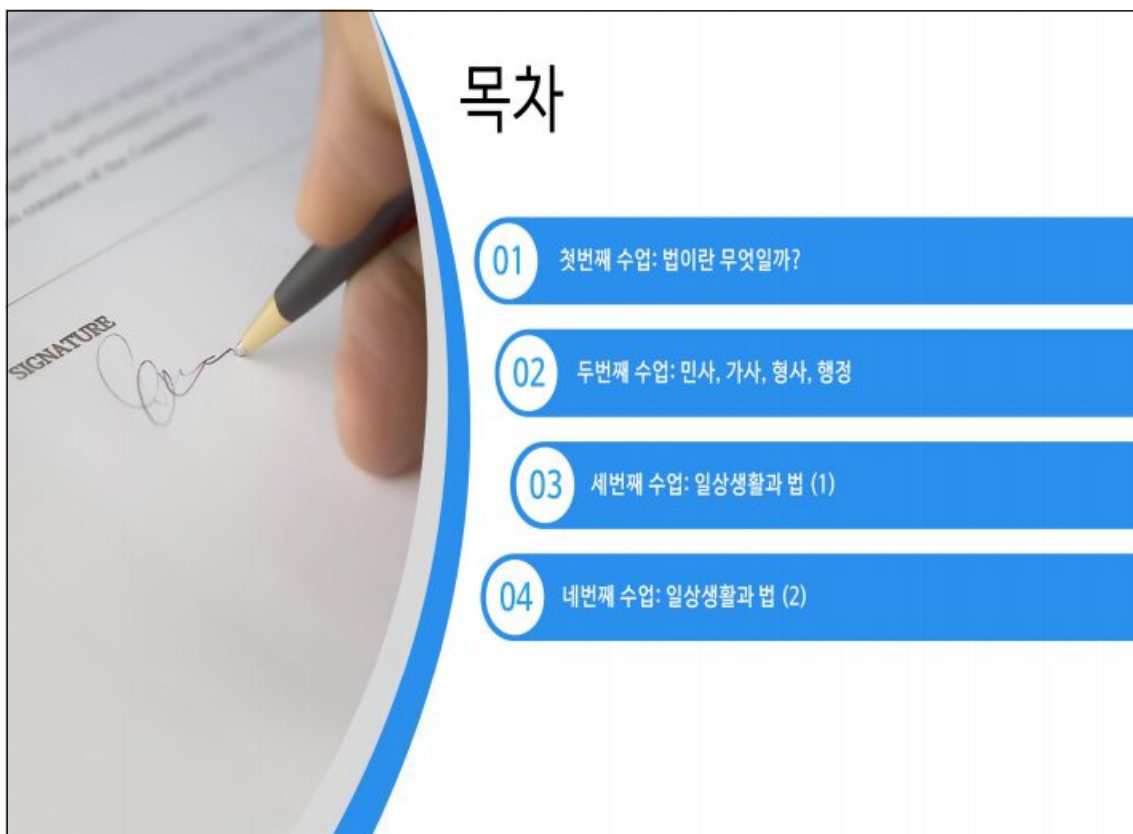 목차
01 첫번째 수업: 법이란 무엇일까?
02 두번째 수업: 민사, 가사, 형사, 행정
03 세번째 수업: 일상생활과 법 (1)
04 네번째 수업: 일상생활과 법 (2)
SIGNATURE